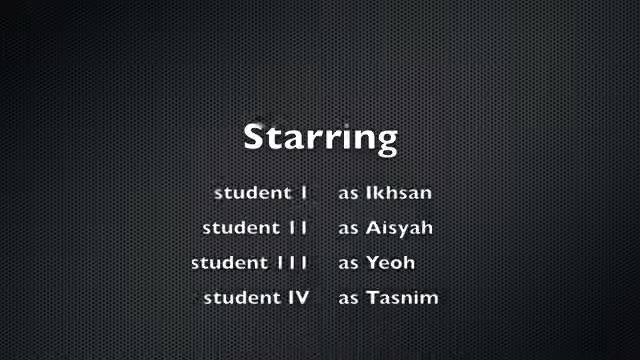 Starring
student I as Ikhsan
student II as Aisyah
student III as Yeoh
student IV as Tasnim